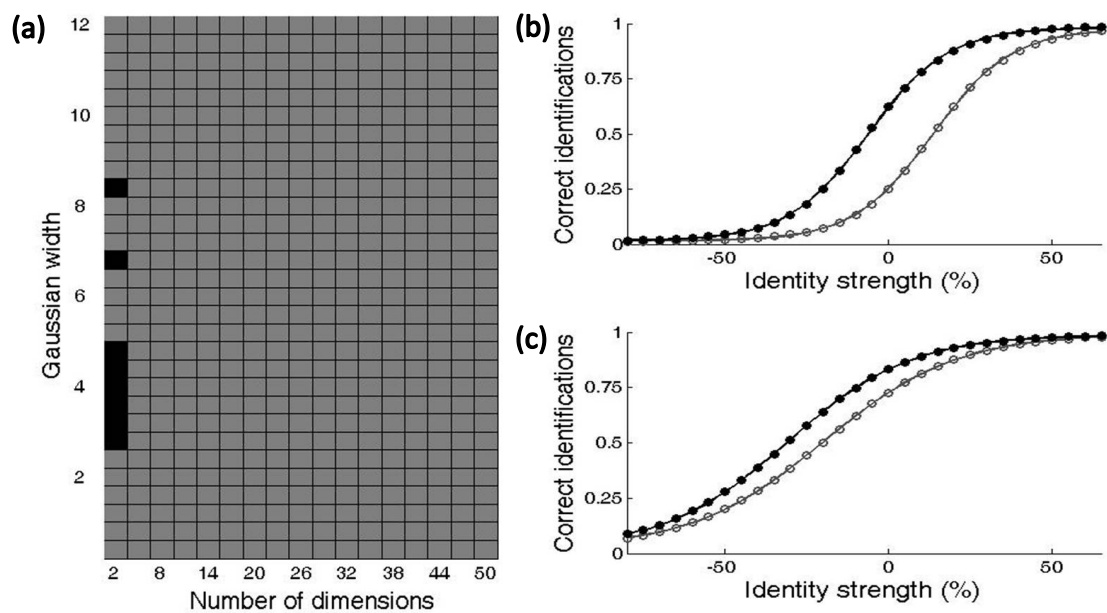 (a)
12
10
8
6
4
2
Gaussian width
2 8 14 20 26 32 38 44 50
Number of dimensions
(b)
1
0.75
0.5
0.25
0
Correct identifications
-50 0 50
Identity strength (%)
(c)
1
0.75
0.5
0.25
0
Correct identifications
-50 0 50
Identity strength (%)